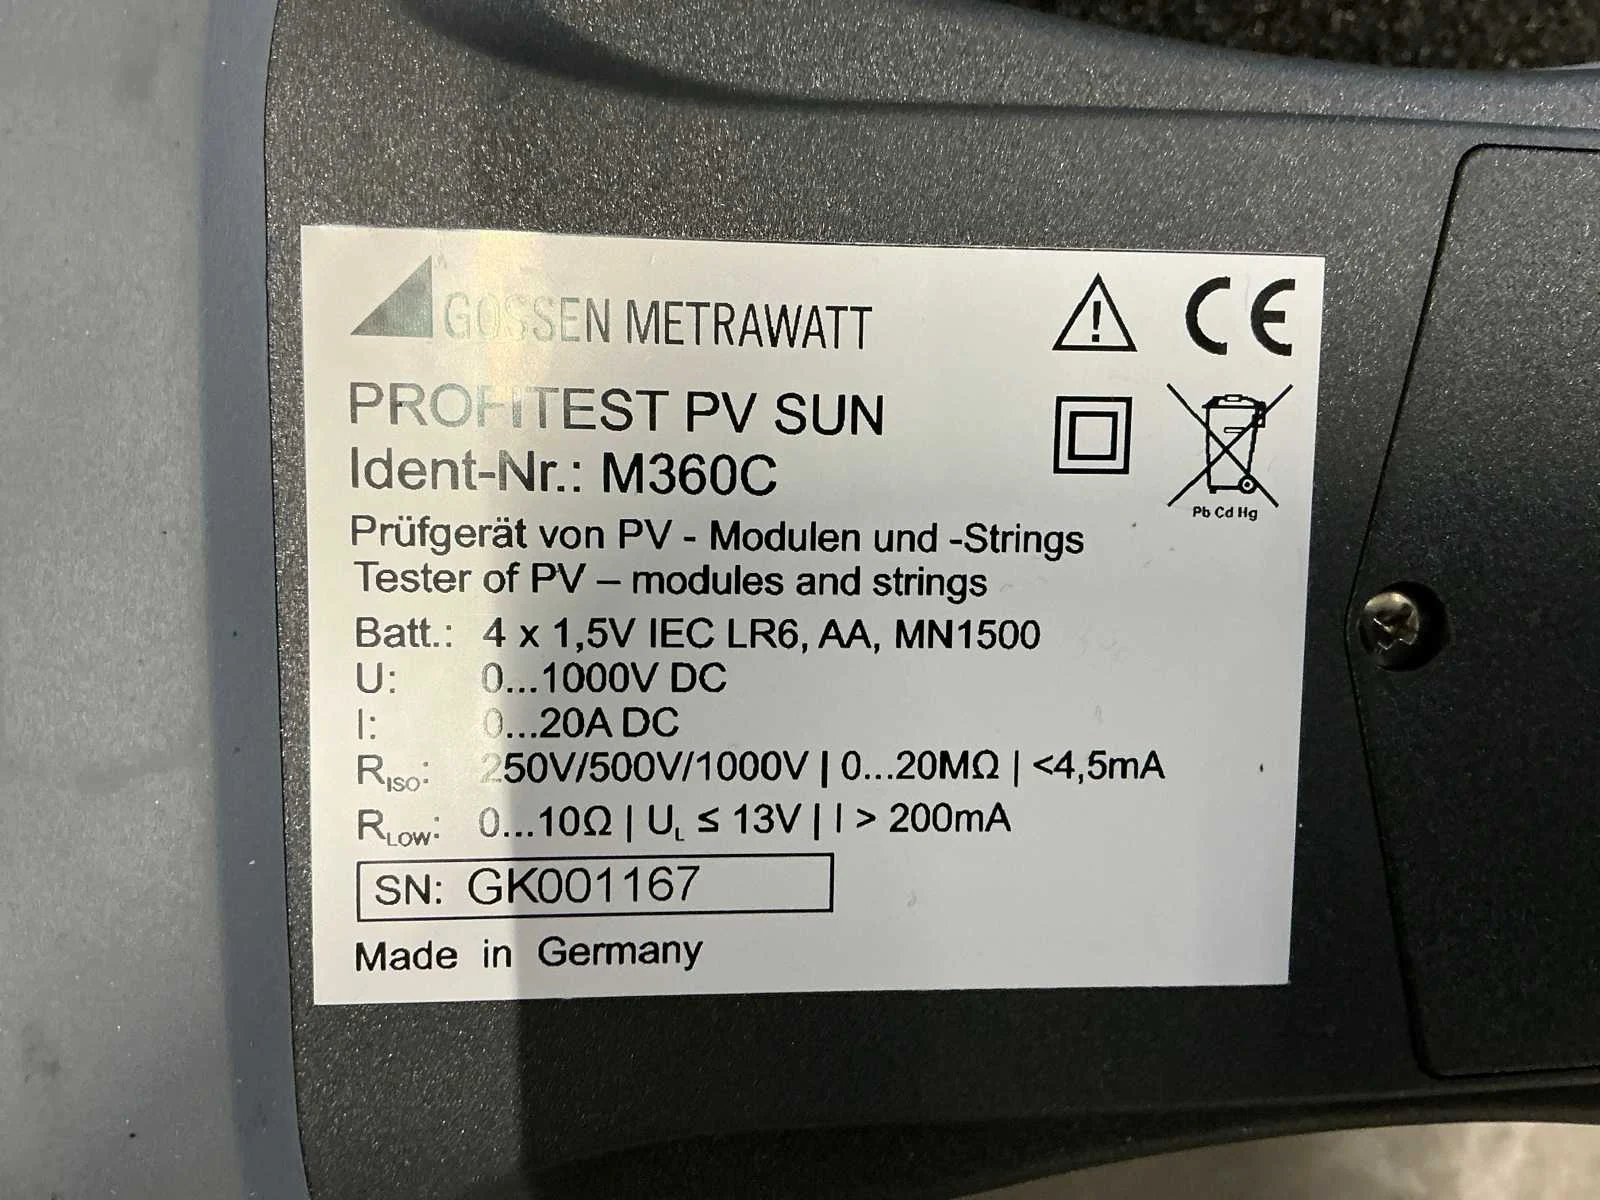 GOSSEN METRAWATT
PROFITEST PV SUN
Ident-Nr.: M360C
Pb Cd Hg
Prüfgerät von PV - Modulen und -Strings
Tester of PV – modules and strings
Batt.: 4 x 1,5V IEC LR6, AA, MN1500
U: 0...1000V DC
I: 0...20A DC
RISO: 250V/500V/1000V | 0...20MΩ | <4,5mA
RLOW: 0...10Ω | UL ≤ 13V | I > 200mA
SN: GK001167
Made in Germany